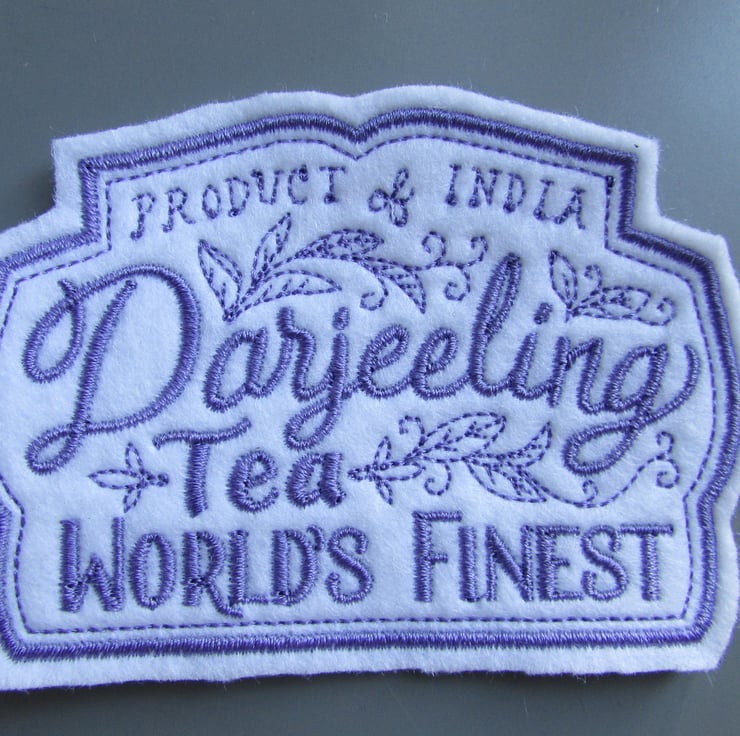 PRODUCT of INDIA
Darjeeling
Tea
WORLD'S FINEST